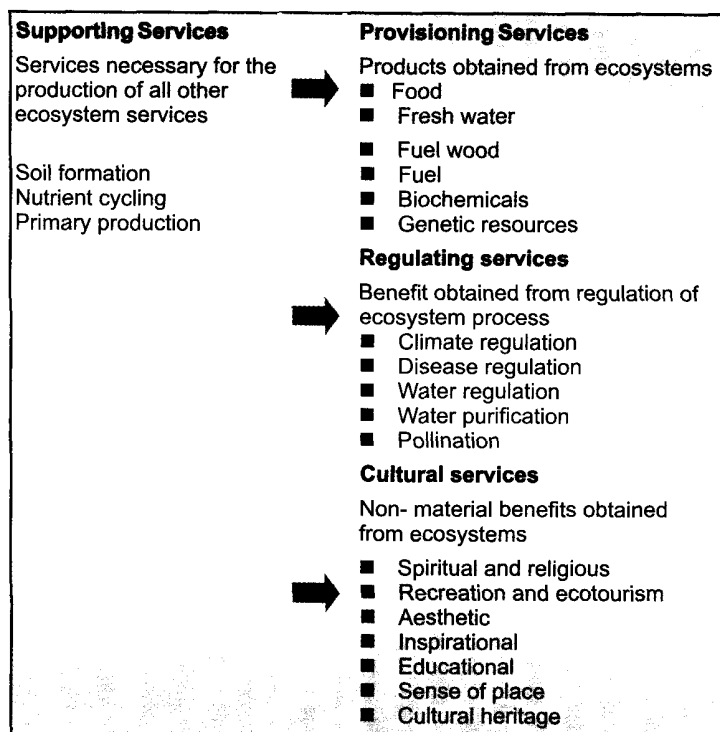 Supporting Services
Services necessary for the
production of all other
ecosystem services
Soil formation
Nutrient cycling
Primary production
Provisioning Services
Products obtained from ecosystems
■ Food
■ Fresh water
■ Fuel wood
■ Fuel
■ Biochemicals
■ Genetic resources
Regulating services
Benefit obtained from regulation of
ecosystem process
■ Climate regulation
■ Disease regulation
■ Water regulation
■ Water purification
■ Pollination
Cultural services
Non- material benefits obtained
from ecosystems
■ Spiritual and religious
■ Recreation and ecotourism
■ Aesthetic
■ Inspirational
■ Educational
■ Sense of place
■ Cultural heritage